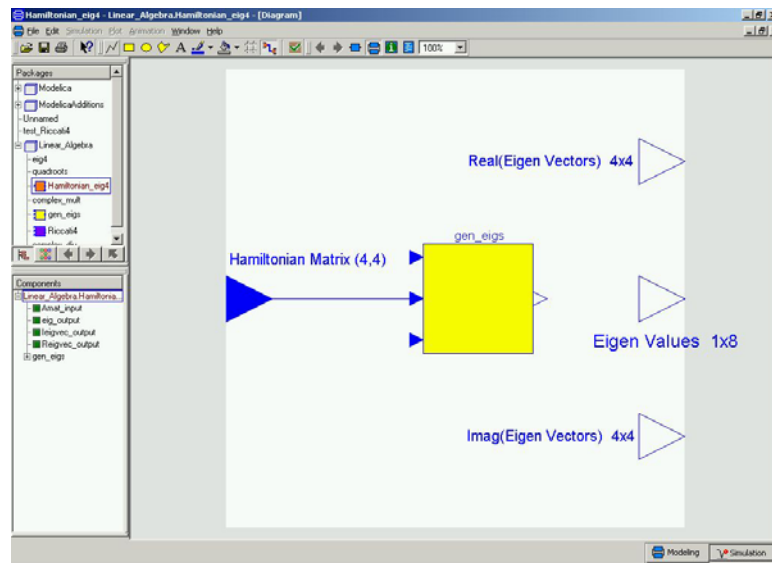 Hamiltonian_eig4 - Linear_Algebra.Hamiltonian_eig4 - [Diagram]
File Edit Simulation Plot Animation Window Help
100%
Packages
Modelica
ModelicaAdditions
Unnamed
test_Riccati4
Linear_Algebra
eig4
quadroots
Hamiltonian_eig4
complex_mult
gen_eigs
Riccati4
complex_div
Components
Linear_Algebra.Hamiltonia...
Amat_input
eig_output
Ieigvec_output
Reigvec_output
gen_eigs
Real(Eigen Vectors) 4x4
gen_eigs
Hamiltonian Matrix (4,4)
Eigen Values 1x8
Imag(Eigen Vectors) 4x4
Modeling
Simulation